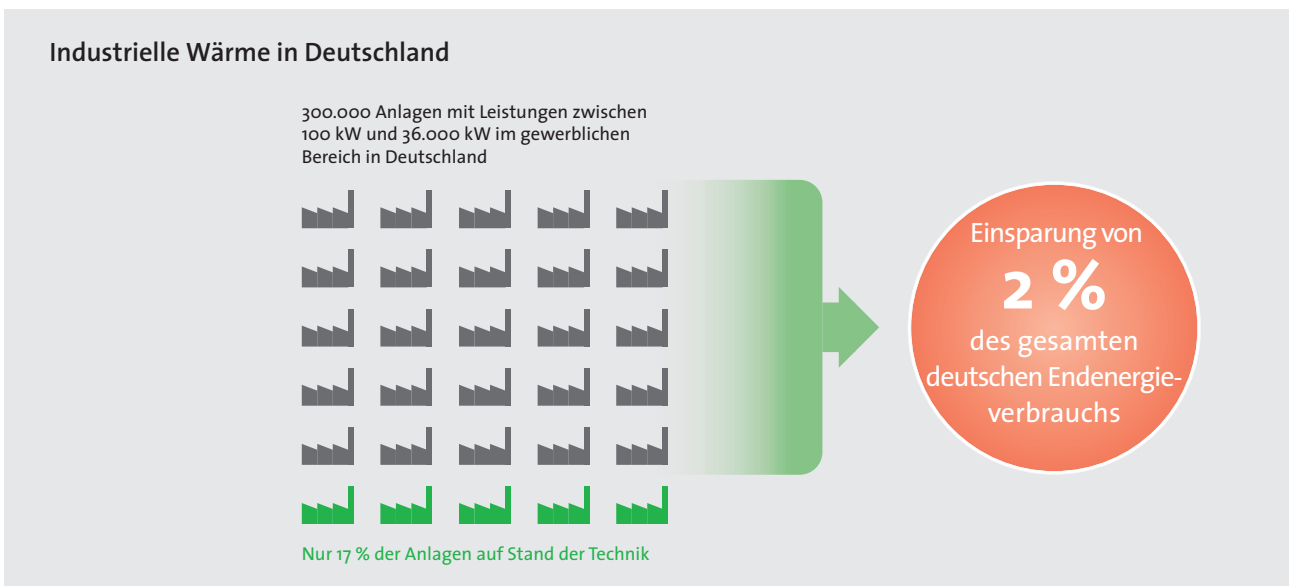 Industrielle Wärme in Deutschland
300.000 Anlagen mit Leistungen zwischen
100 kW und 36.000 kW im gewerblichen
Bereich in Deutschland
Einsparung von
2 %
des gesamten
deutschen Endenergie-
verbrauchs
Nur 17 % der Anlagen auf Stand der Technik